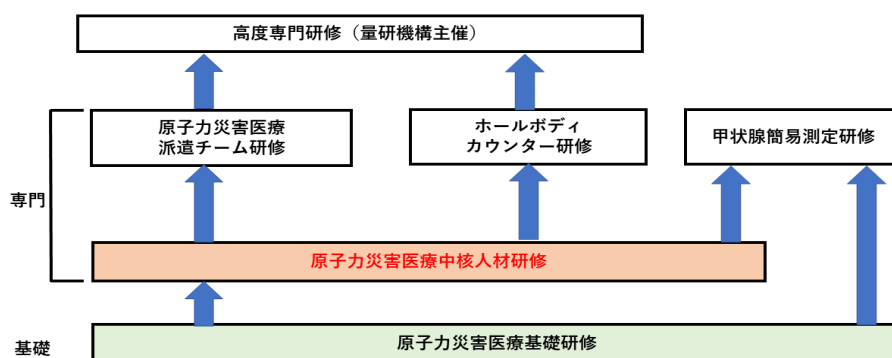 高度専門研修（量研機構主催）
原子力災害医療
派遣チーム研修
ホールボディ
カウンター研修
甲状腺簡易測定研修
専門
原子力災害医療中核人材研修
基礎
原子力災害医療基礎研修